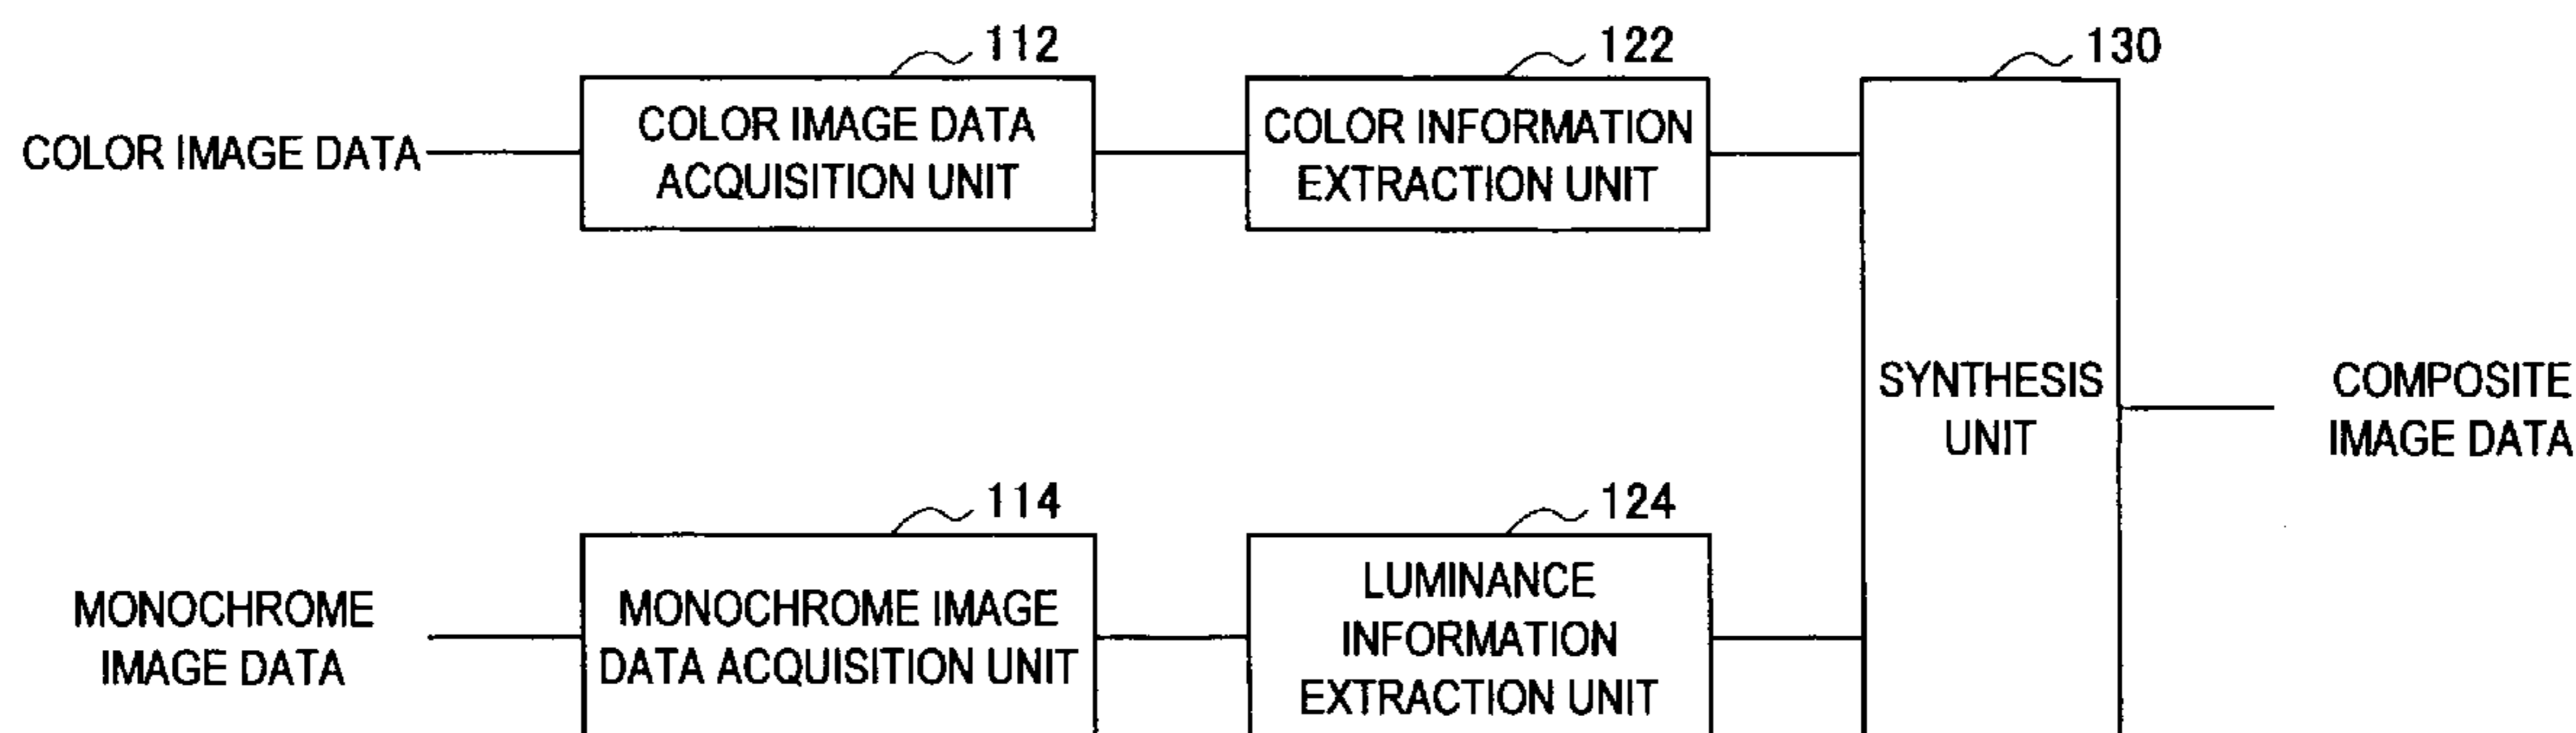 112
122
130
COLOR IMAGE DATA
COLOR IMAGE DATA
ACQUISITION UNIT
COLOR INFORMATION
EXTRACTION UNIT
SYNTHESIS
UNIT
COMPOSITE
IMAGE DATA
114
124
MONOCHROME
IMAGE DATA
MONOCHROME IMAGE
DATA ACQUISITION UNIT
LUMINANCE
INFORMATION
EXTRACTION UNIT